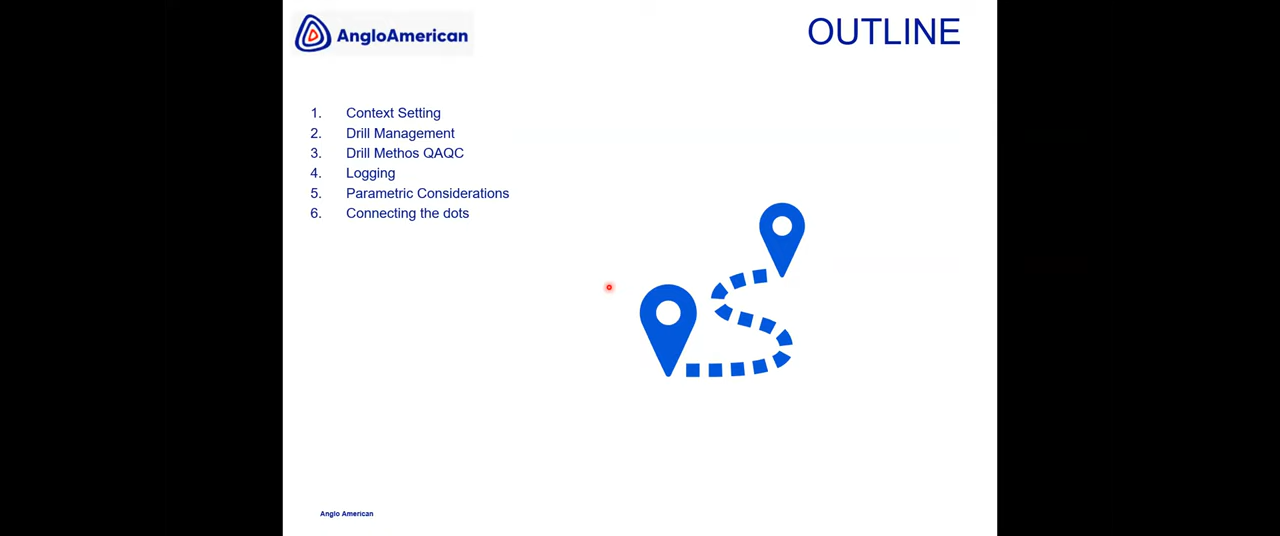 AngloAmerican
OUTLINE
1. Context Setting
2. Drill Management
3. Drill Methos QAQC
4. Logging
5. Parametric Considerations
6. Connecting the dots
Anglo American